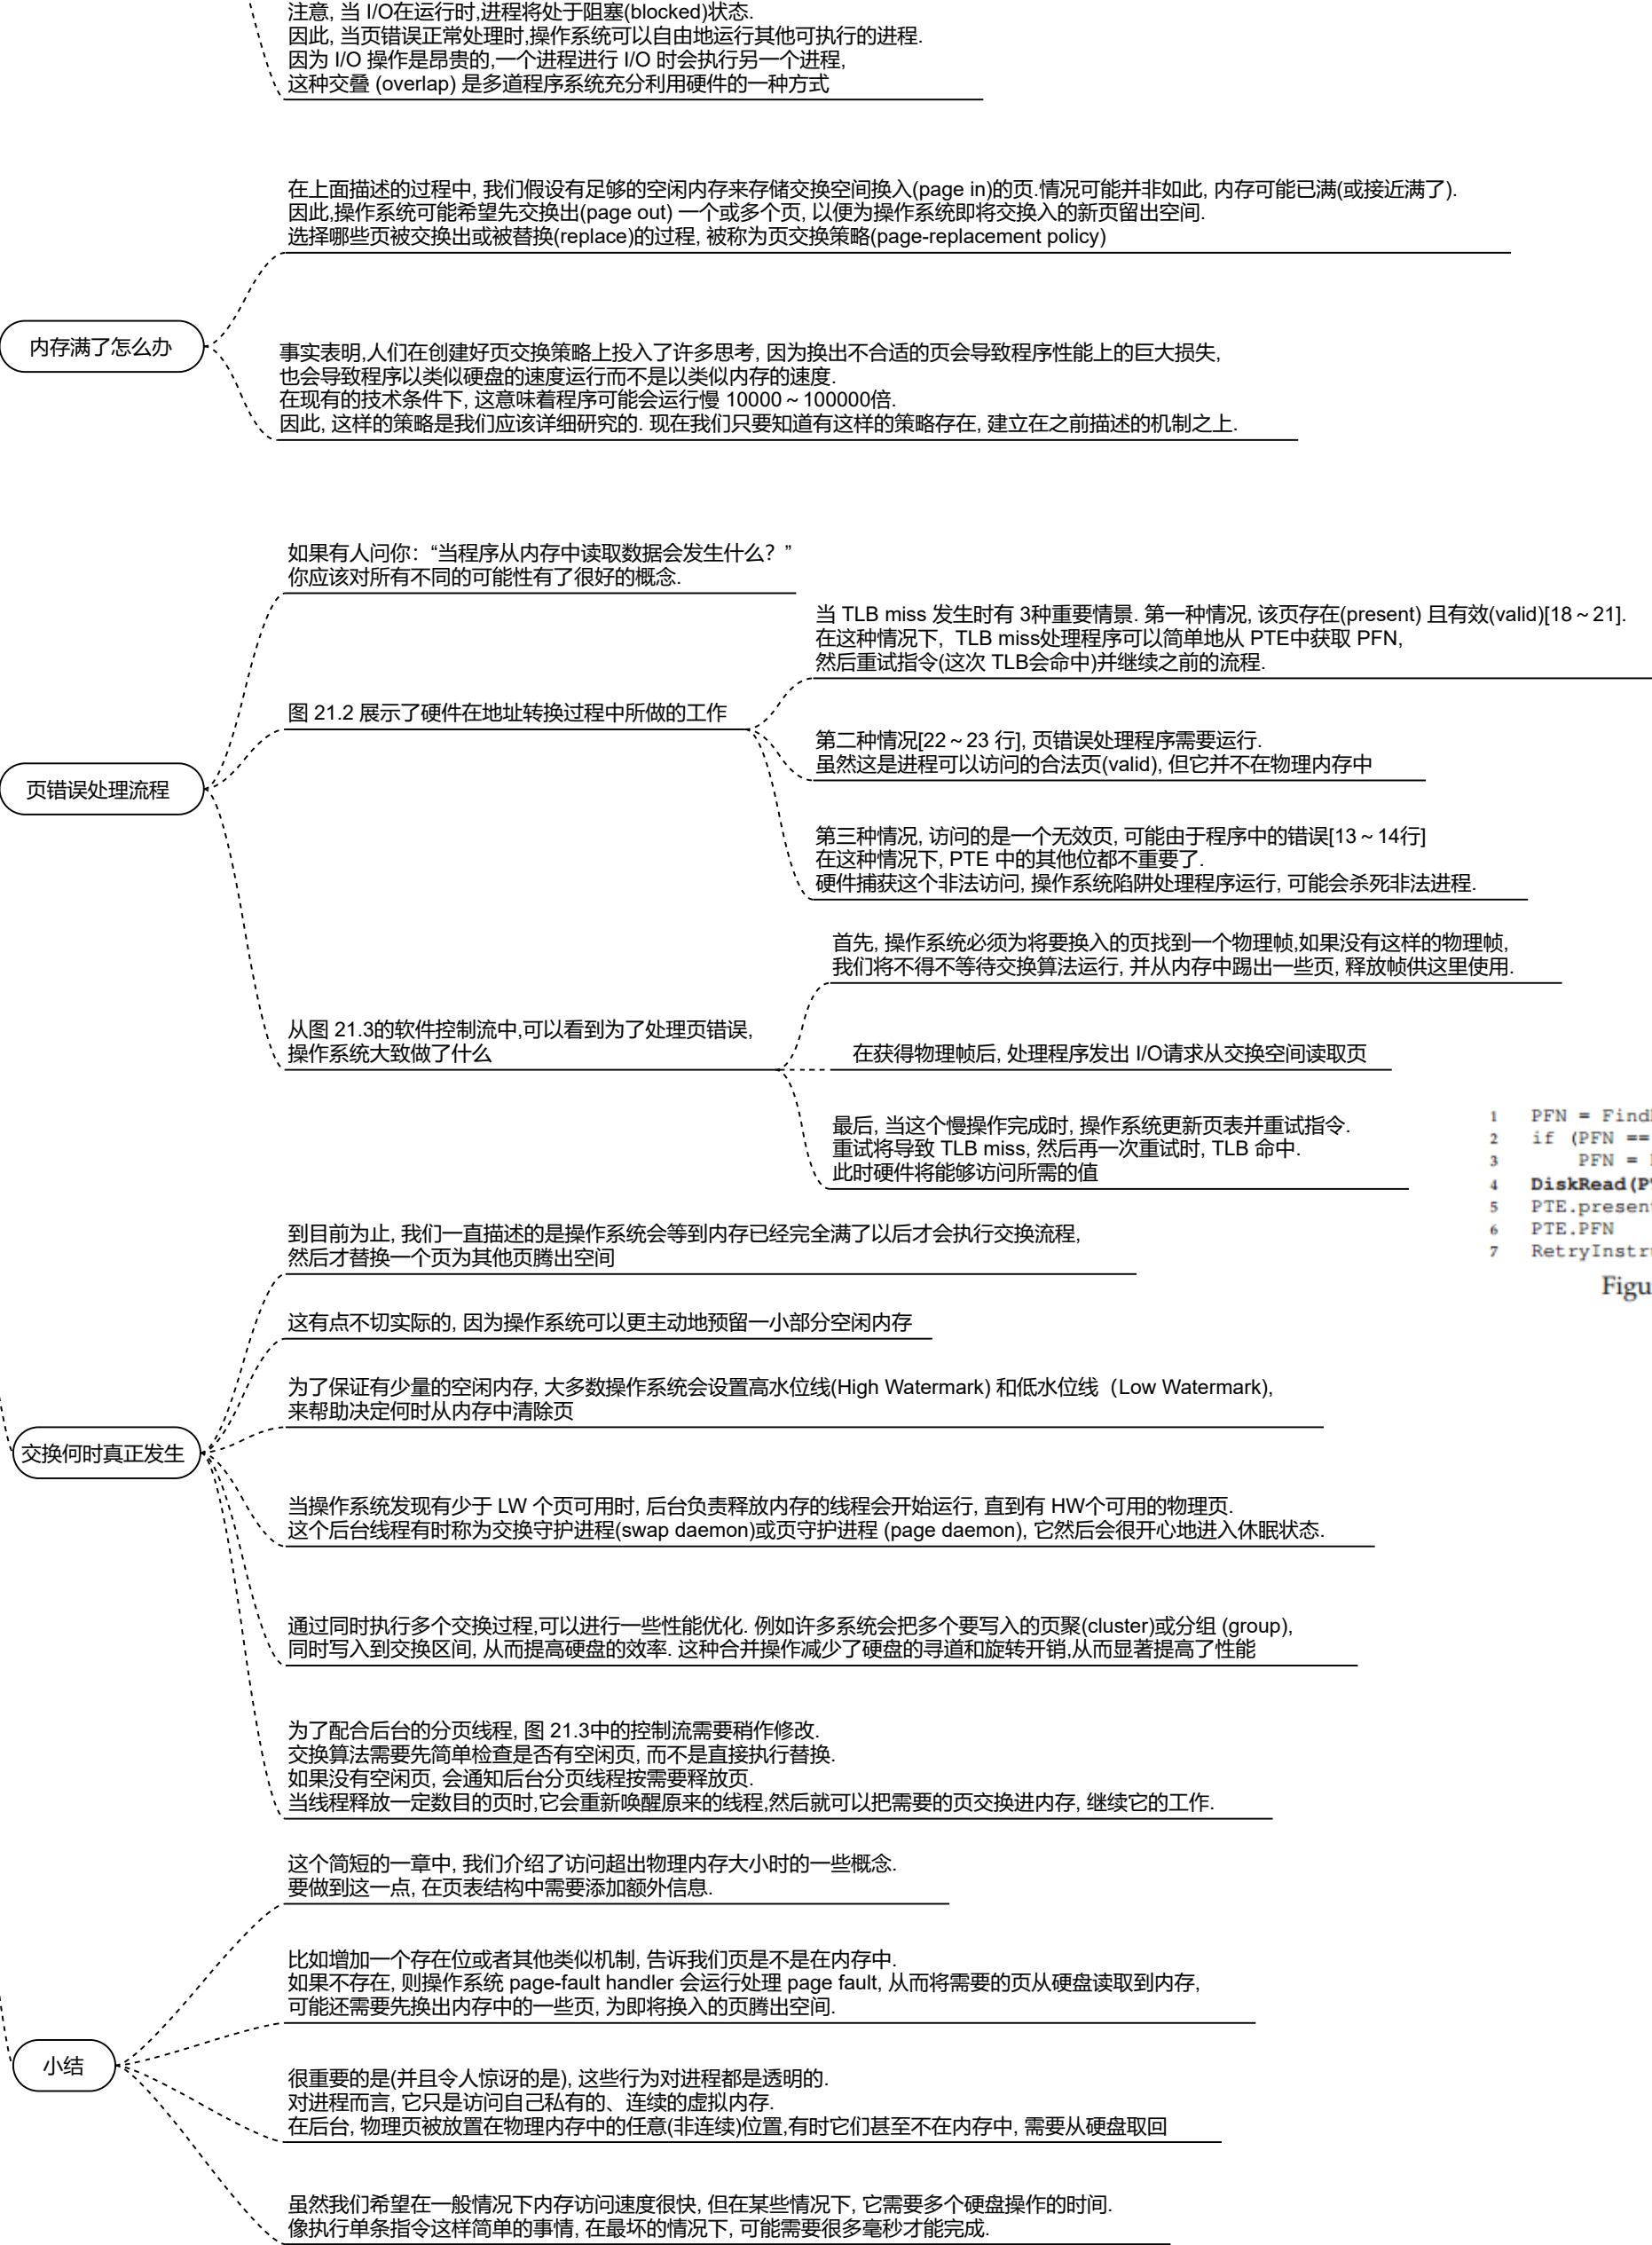 注意, 当 I/O在运行时,进程将处于阻塞(blocked)状态.
因此, 当页错误正常处理时,操作系统可以自由地运行其他可执行的进程.
因为 I/O 操作是昂贵的,一个进程进行 I/O 时会执行另一个进程,
这种交叠 (overlap) 是多道程序系统充分利用硬件的一种方式
内存满了怎么办
在上面描述的过程中, 我们假设有足够的空闲内存来存储交换空间换入(page in)的页.情况可能并非如此, 内存可能已满(或接近满了).
因此,操作系统可能希望先交换出(page out) 一个或多个页, 以便为操作系统即将交换入的新页留出空间.
选择哪些页被交换出或被替换(replace)的过程, 被称为页交换策略(page-replacement policy)
事实表明,人们在创建好页交换策略上投入了许多思考, 因为换出不合适的页会导致程序性能上的巨大损失,
也会导致程序以类似硬盘的速度运行而不是以类似内存的速度.
在现有的技术条件下, 这意味着程序可能会运行慢 10000～100000倍.
因此, 这样的策略是我们应该详细研究的. 现在我们只要知道有这样的策略存在, 建立在之前描述的机制之上.
页错误处理流程
如果有人问你：“当程序从内存中读取数据会发生什么？”
你应该对所有不同的可能性有了很好的概念.
图 21.2 展示了硬件在地址转换过程中所做的工作
当 TLB miss 发生时有 3种重要情景. 第一种情况, 该页存在(present) 且有效(valid)[18～21].
在这种情况下,  TLB miss处理程序可以简单地从 PTE中获取 PFN,
然后重试指令(这次 TLB会命中)并继续之前的流程.
第二种情况[22～23 行], 页错误处理程序需要运行.
虽然这是进程可以访问的合法页(valid), 但它并不在物理内存中
第三种情况, 访问的是一个无效页, 可能由于程序中的错误[13～14行]
在这种情况下, PTE 中的其他位都不重要了.
硬件捕获这个非法访问, 操作系统陷阱处理程序运行, 可能会杀死非法进程.
从图 21.3的软件控制流中,可以看到为了处理页错误,
操作系统大致做了什么
首先, 操作系统必须为将要换入的页找到一个物理帧,如果没有这样的物理帧,
我们将不得不等待交换算法运行, 并从内存中踢出一些页, 释放帧供这里使用.
在获得物理帧后, 处理程序发出 I/O请求从交换空间读取页
最后, 当这个慢操作完成时, 操作系统更新页表并重试指令.
重试将导致 TLB miss, 然后再一次重试时, TLB 命中.
此时硬件将能够访问所需的值
1 PFN = Find
2 if (PFN ==
3 PFN =
4 DiskRead(P
5 PTE.presen
6 PTE.PFN
7 RetryInstr
Figu
交换何时真正发生
到目前为止, 我们一直描述的是操作系统会等到内存已经完全满了以后才会执行交换流程,
然后才替换一个页为其他页腾出空间
这有点不切实际的, 因为操作系统可以更主动地预留一小部分空闲内存
为了保证有少量的空闲内存, 大多数操作系统会设置高水位线(High Watermark) 和低水位线（Low Watermark),
来帮助决定何时从内存中清除页
当操作系统发现有少于 LW 个页可用时, 后台负责释放内存的线程会开始运行, 直到有 HW个可用的物理页.
这个后台线程有时称为交换守护进程(swap daemon)或页守护进程 (page daemon), 它然后会很开心地进入休眠状态.
通过同时执行多个交换过程,可以进行一些性能优化. 例如许多系统会把多个要写入的页聚(cluster)或分组 (group),
同时写入到交换区间, 从而提高硬盘的效率. 这种合并操作减少了硬盘的寻道和旋转开销,从而显著提高了性能
为了配合后台的分页线程, 图 21.3中的控制流需要稍作修改.
交换算法需要先简单检查是否有空闲页, 而不是直接执行替换.
如果没有空闲页, 会通知后台分页线程按需要释放页.
当线程释放一定数目的页时,它会重新唤醒原来的线程,然后就可以把需要的页交换进内存, 继续它的工作.
小结
这个简短的一章中, 我们介绍了访问超出物理内存大小时的一些概念.
要做到这一点, 在页表结构中需要添加额外信息.
比如增加一个存在位或者其他类似机制, 告诉我们页是不是在内存中.
如果不存在, 则操作系统 page-fault handler 会运行处理 page fault, 从而将需要的页从硬盘读取到内存,
可能还需要先换出内存中的一些页, 为即将换入的页腾出空间.
很重要的是(并且令人惊讶的是), 这些行为对进程都是透明的.
对进程而言, 它只是访问自己私有的、连续的虚拟内存.
在后台, 物理页被放置在物理内存中的任意(非连续)位置,有时它们甚至不在内存中, 需要从硬盘取回
虽然我们希望在一般情况下内存访问速度很快, 但在某些情况下, 它需要多个硬盘操作的时间.
像执行单条指令这样简单的事情, 在最坏的情况下, 可能需要很多毫秒才能完成.